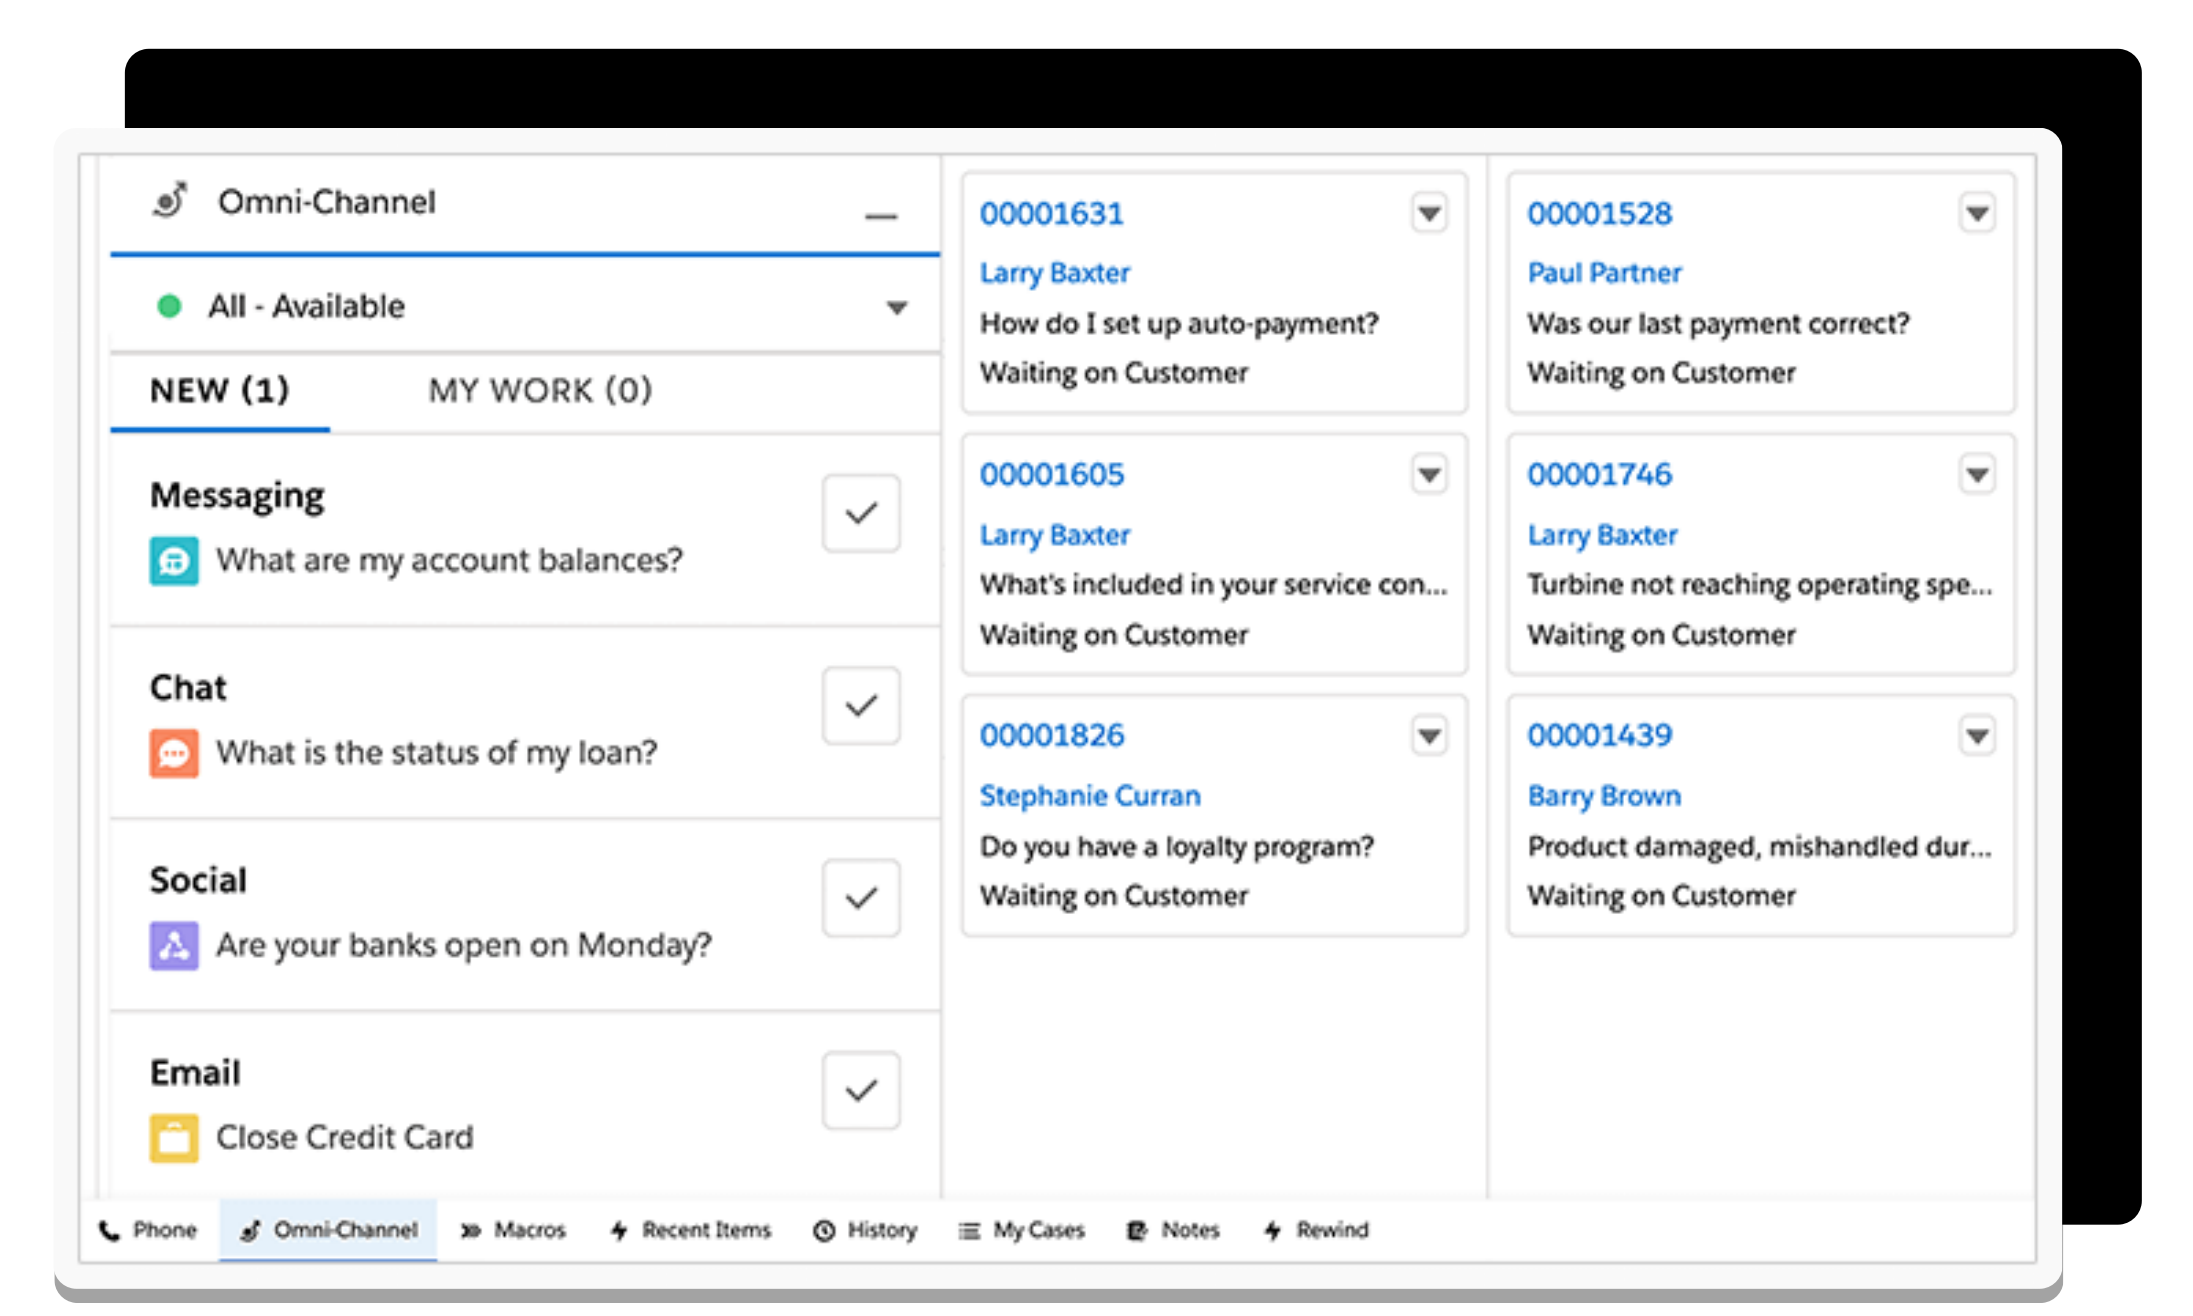 Omni-Channel
All - Available
NEW (1)
MY WORK (0)
Messaging
What are my account balances?
Chat
What is the status of my loan?
Social
Are your banks open on Monday?
Email
Close Credit Card
00001631
Larry Baxter
How do I set up auto-payment?
Waiting on Customer
00001605
Larry Baxter
What's included in your service con...
Waiting on Customer
00001826
Stephanie Curran
Do you have a loyalty program?
Waiting on Customer
00001528
Paul Partner
Was our last payment correct?
Waiting on Customer
00001746
Larry Baxter
Turbine not reaching operating spe...
Waiting on Customer
00001439
Barry Brown
Product damaged, mishandled dur...
Waiting on Customer
Phone
Omni-Channel
Macros
Recent Items
History
My Cases
Notes
Rewind